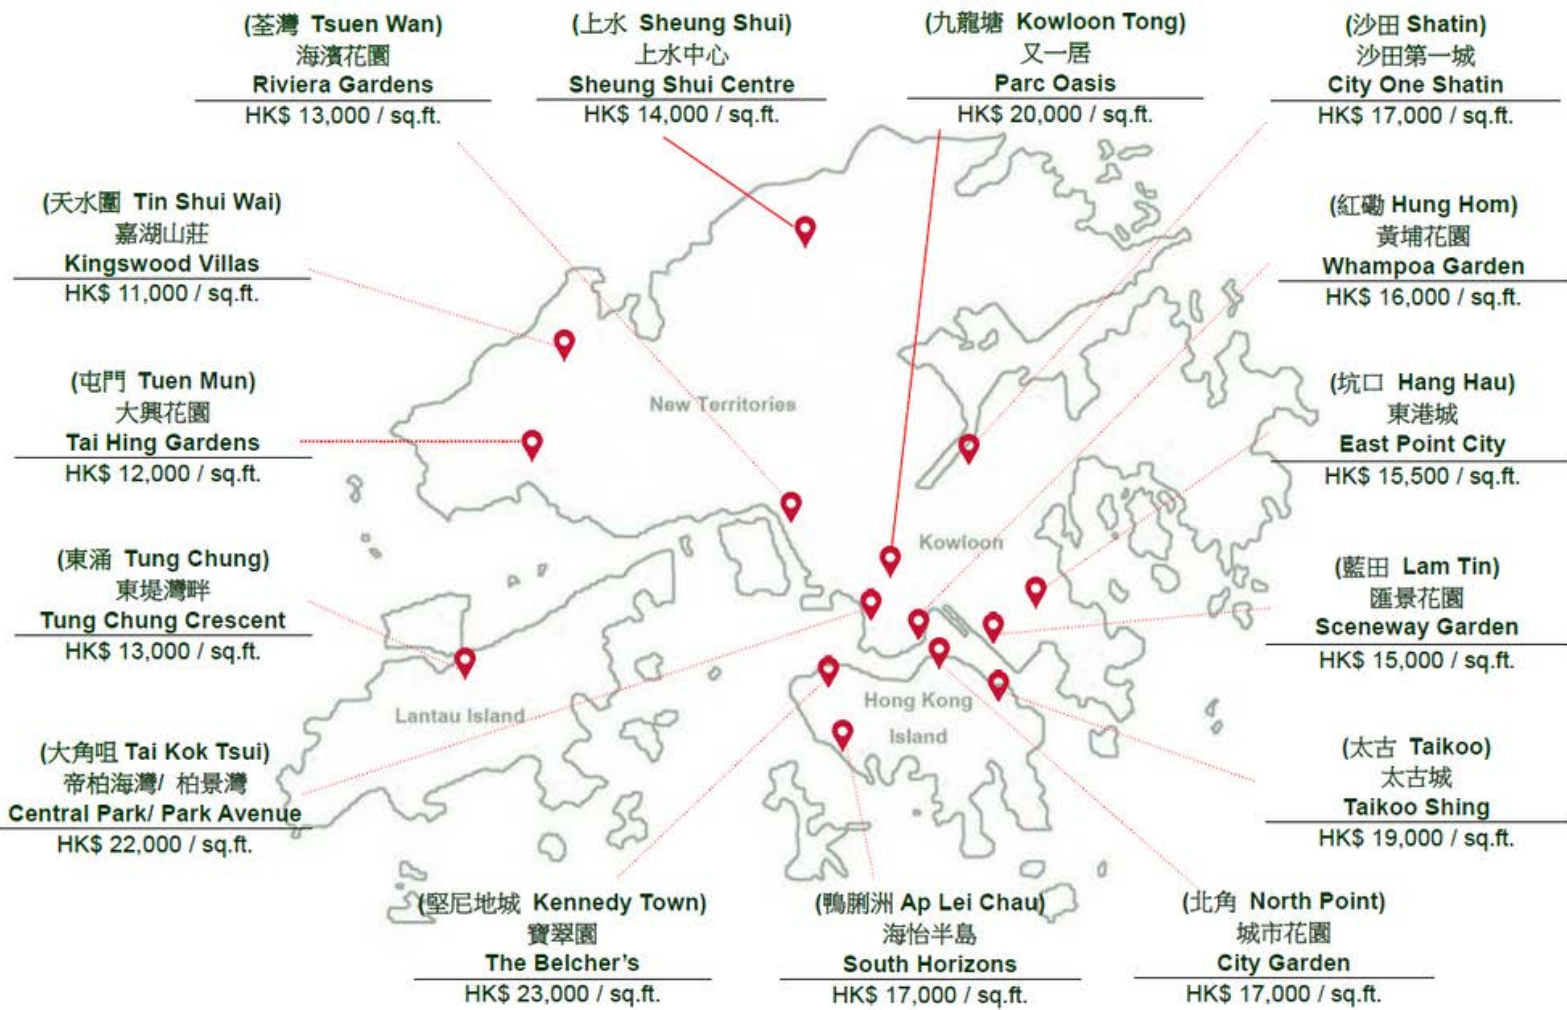 (荃灣 Tsuen Wan)
海濱花園
Riviera Gardens
HK$ 13,000 / sq.ft.
(上水 Sheung Shui)
上水中心
Sheung Shui Centre
HK$ 14,000 / sq.ft.
(九龍塘 Kowloon Tong)
又一居
Parc Oasis
HK$ 20,000 / sq.ft.
(沙田 Shatin)
沙田第一城
City One Shatin
HK$ 17,000 / sq.ft.
(天水圍 Tin Shui Wai)
嘉湖山莊
Kingswood Villas
HK$ 11,000 / sq.ft.
(紅磡 Hung Hom)
黃埔花園
Whampoa Garden
HK$ 16,000 / sq.ft.
(屯門 Tuen Mun)
大興花園
Tai Hing Gardens
HK$ 12,000 / sq.ft.
New Territories
(坑口 Hang Hau)
東港城
East Point City
HK$ 15,500 / sq.ft.
(東涌 Tung Chung)
東堤灣畔
Tung Chung Crescent
HK$ 13,000 / sq.ft.
Kowloon
(藍田 Lam Tin)
匯景花園
Sceneway Garden
HK$ 15,000 / sq.ft.
Lantau Island
Hong Kong
Island
(大角咀 Tai Kok Tsui)
帝柏海灣/ 柏景灣
Central Park/ Park Avenue
HK$ 22,000 / sq.ft.
(太古 Taikoo)
太古城
Taikoo Shing
HK$ 19,000 / sq.ft.
(堅尼地城 Kennedy Town)
寶翠園
The Belcher's
HK$ 23,000 / sq.ft.
(鴨脷洲 Ap Lei Chau)
海怡半島
South Horizons
HK$ 17,000 / sq.ft.
(北角 North Point)
城市花園
City Garden
HK$ 17,000 / sq.ft.